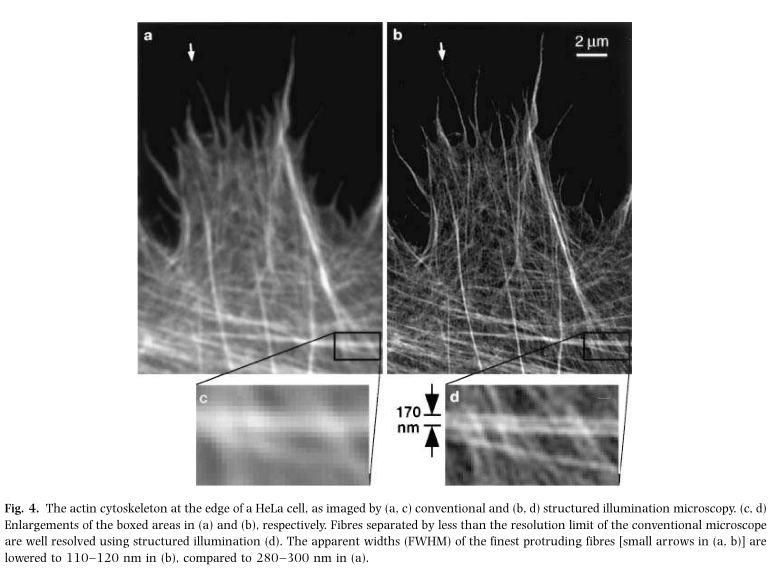 a
b
2 μm
c
170
nm
d
Fig. 4. The actin cytoskeleton at the edge of a HeLa cell, as imaged by (a, c) conventional and (b, d) structured illumination microscopy. (c, d)
Enlargements of the boxed areas in (a) and (b), respectively. Fibres separated by less than the resolution limit of the conventional microscope
are well resolved using structured illumination (d). The apparent widths (FWHM) of the finest protruding fibres [small arrows in (a, b)] are
lowered to 110−120 nm in (b), compared to 280−300 nm in (a).